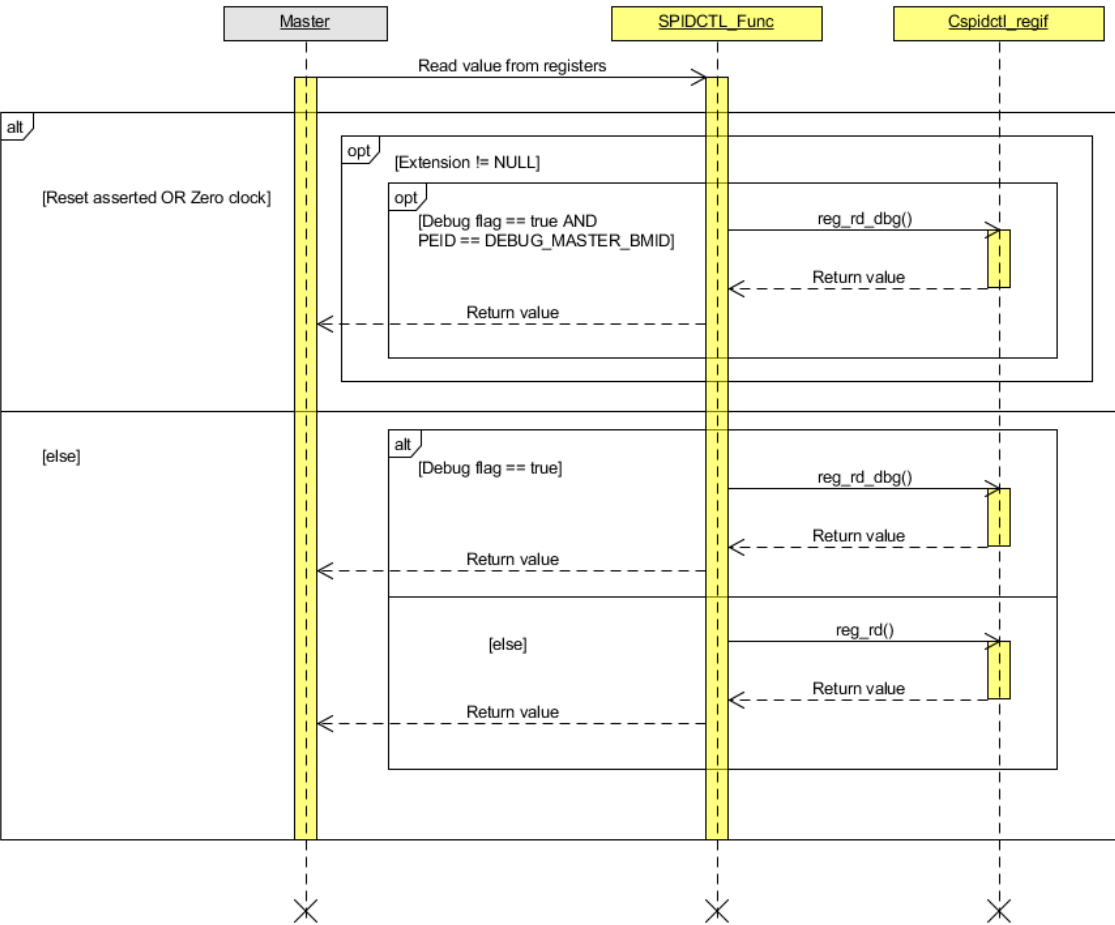 Master
SPIDCTL_Func
Cspidctl_regif
Read value from registers
alt
opt
[Extension != NULL]
[Reset asserted OR Zero clock]
opt
[Debug flag == true AND
PEID == DEBUG_MASTER_BMID]
reg_rd_dbg()
Return value
Return value
[else]
alt
[Debug flag == true]
reg_rd_dbg()
Return value
Return value
[else]
reg_rd()
Return value
Return value